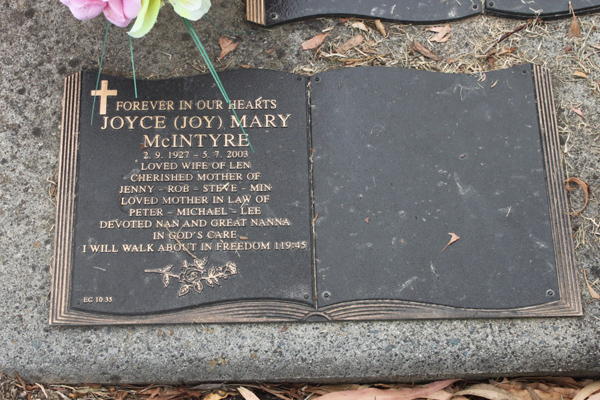 FOREVER IN OUR HEARTS
JOYCE (JOY) MARY
McINTYRE
2. 9. 1927 – 5. 7. 2003
LOVED WIFE OF LEN
CHERISHED MOTHER OF
JENNY – ROB – STEVE – MIN
LOVED MOTHER IN LAW OF
PETER – MICHAEL – LEE
DEVOTED NAN AND GREAT NANNA
IN GOD'S CARE
I WILL WALK ABOUT IN FREEDOM 119:45
EC 10 35